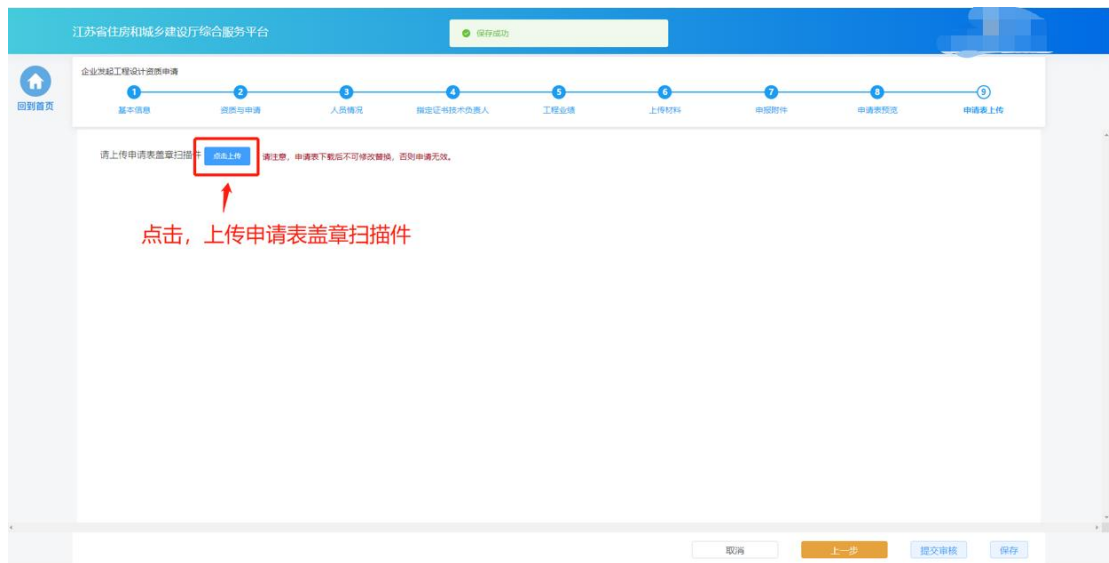 江苏省住房和城乡建设厅综合服务平台
保存成功
回到首页
企业发起工程设计资质申请
1 2 3 4 5 6 7 8 9
基本信息 资质与申请 人员情况 指定证书技术负责人 工程业绩 上传材料 申报附件 申请表预览 申请表上传
请上传申请表盖章扫描件 点击上传 请注意，申请表下载后不可修改替换，否则申请无效。
点击，上传申请表盖章扫描件
取消 上一步 提交审核 保存